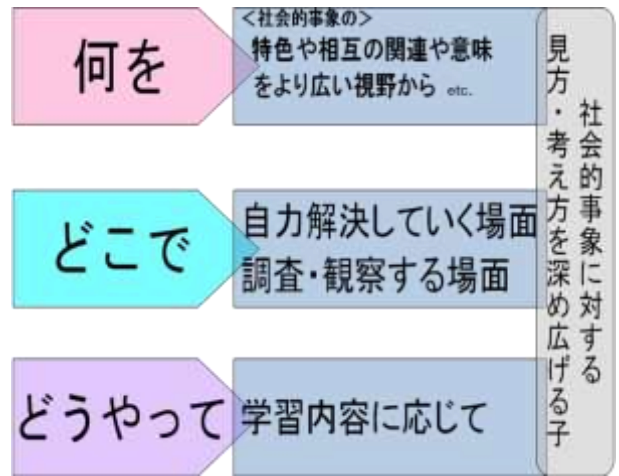 何を
<社会的事象の>
特色や相互の関連や意味
をより広い視野から etc.
どこで
自力解決していく場面
調査・観察する場面
どうやって
学習内容に応じて
社会的事象に対する
見方・考え方を深め広げる子